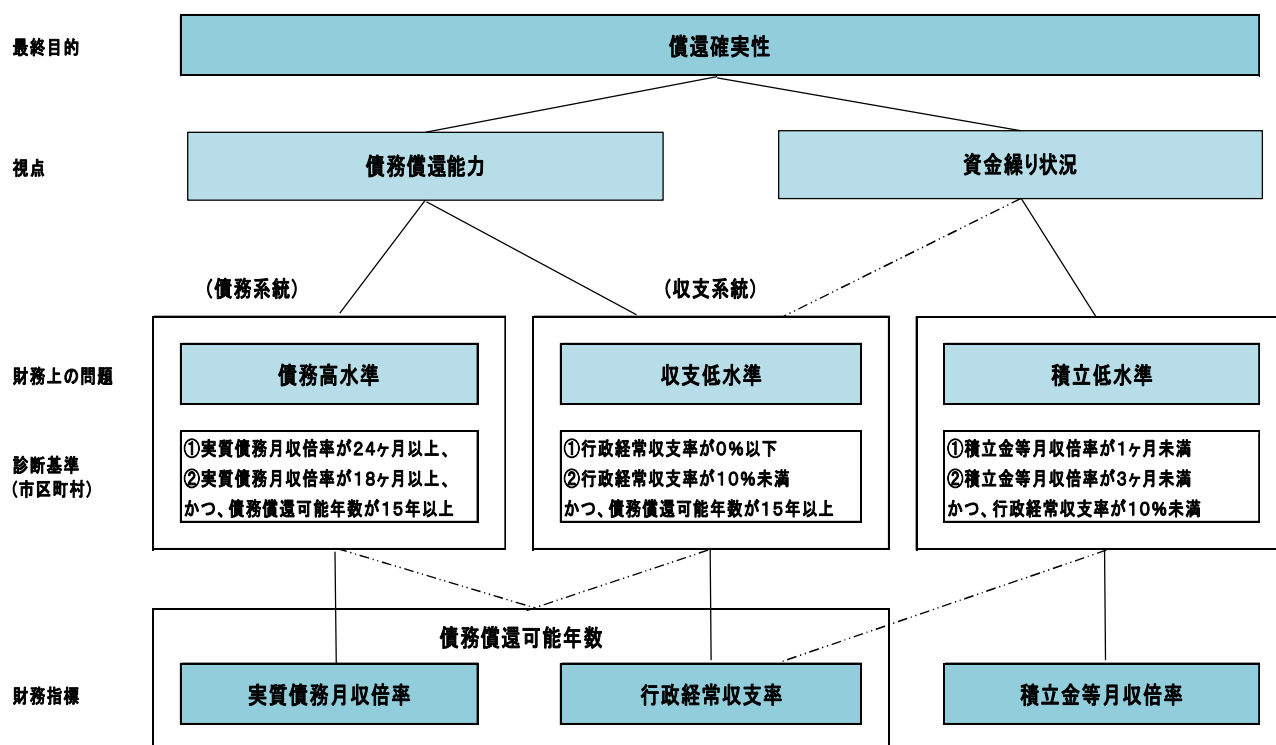 最終目的
償還確実性
視点
債務償還能力
資金繰り状況
(債務系統)
(収支系統)
財務上の問題
債務高水準
収支低水準
積立低水準
診断基準
(市区町村)
①実質債務月収倍率が24ヶ月以上、
②実質債務月収倍率が18ヶ月以上、
かつ、債務償還可能年数が15年以上
①行政経常収支率が0%以下
②行政経常収支率が10%未満
かつ、債務償還可能年数が15年以上
①積立金等月収倍率が1ヶ月未満
②積立金等月収倍率が3ヶ月未満
かつ、行政経常収支率が10%未満
債務償還可能年数
財務指標
実質債務月収倍率
行政経常収支率
積立金等月収倍率